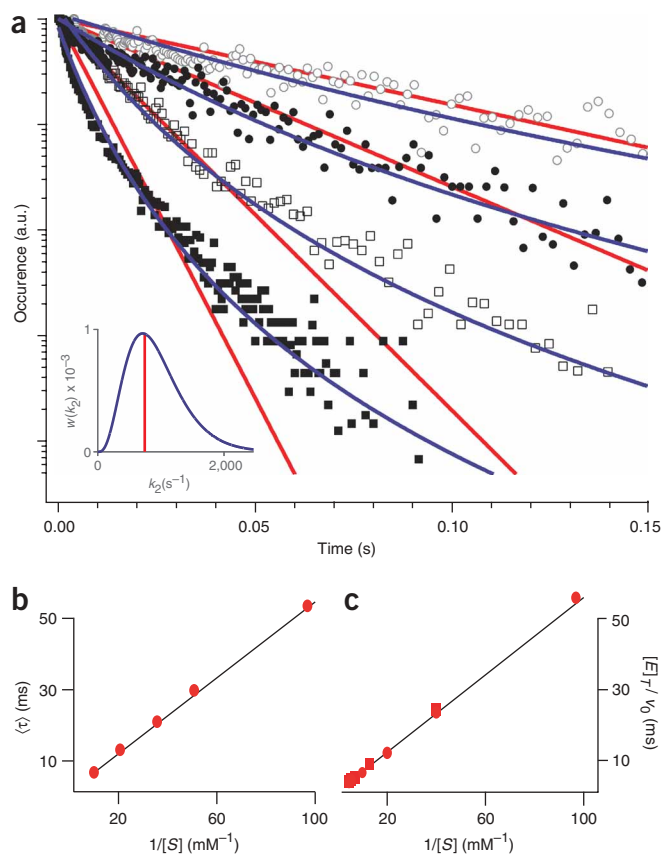 a
Occurence (a.u.)
1
w(k₂) x 10⁻³
0
0
2,000
k₂(s⁻¹)
0.00
0.05
0.10
0.15
Time (s)
b
50
30
10
⟨τ⟩ (ms)
20
60
100
1/[S] (mM⁻¹)
c
50
30
10
[E]T / v₀ (ms)
20
60
100
1/[S] (mM⁻¹)